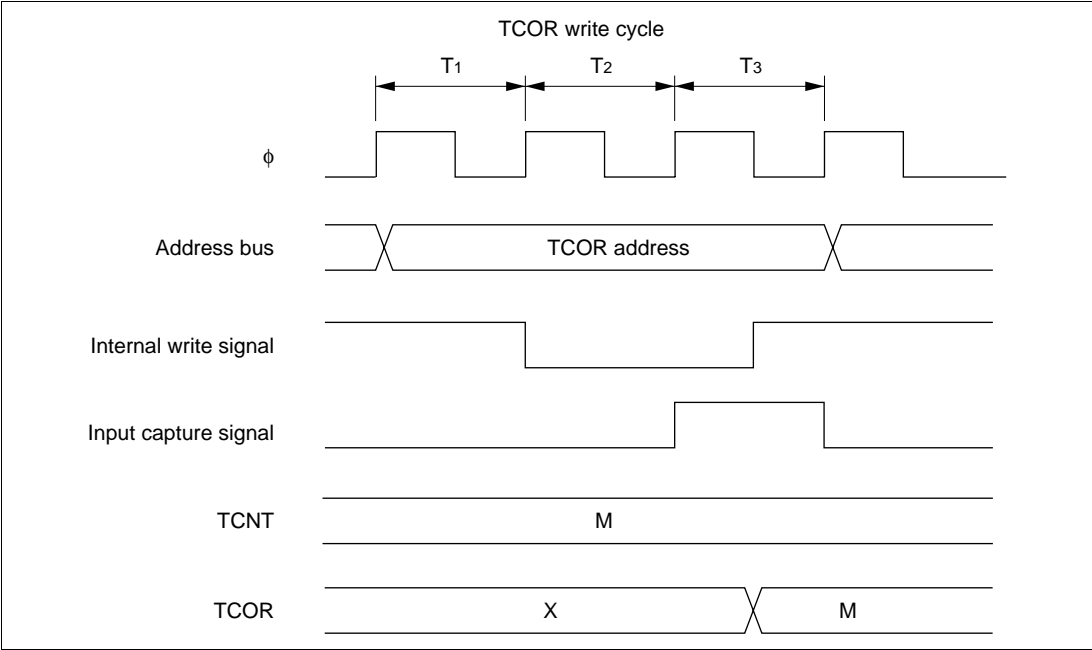 TCOR write cycle
T1 T2 T3
ϕ
Address bus TCOR address
Internal write signal
Input capture signal
TCNT M
TCOR X M